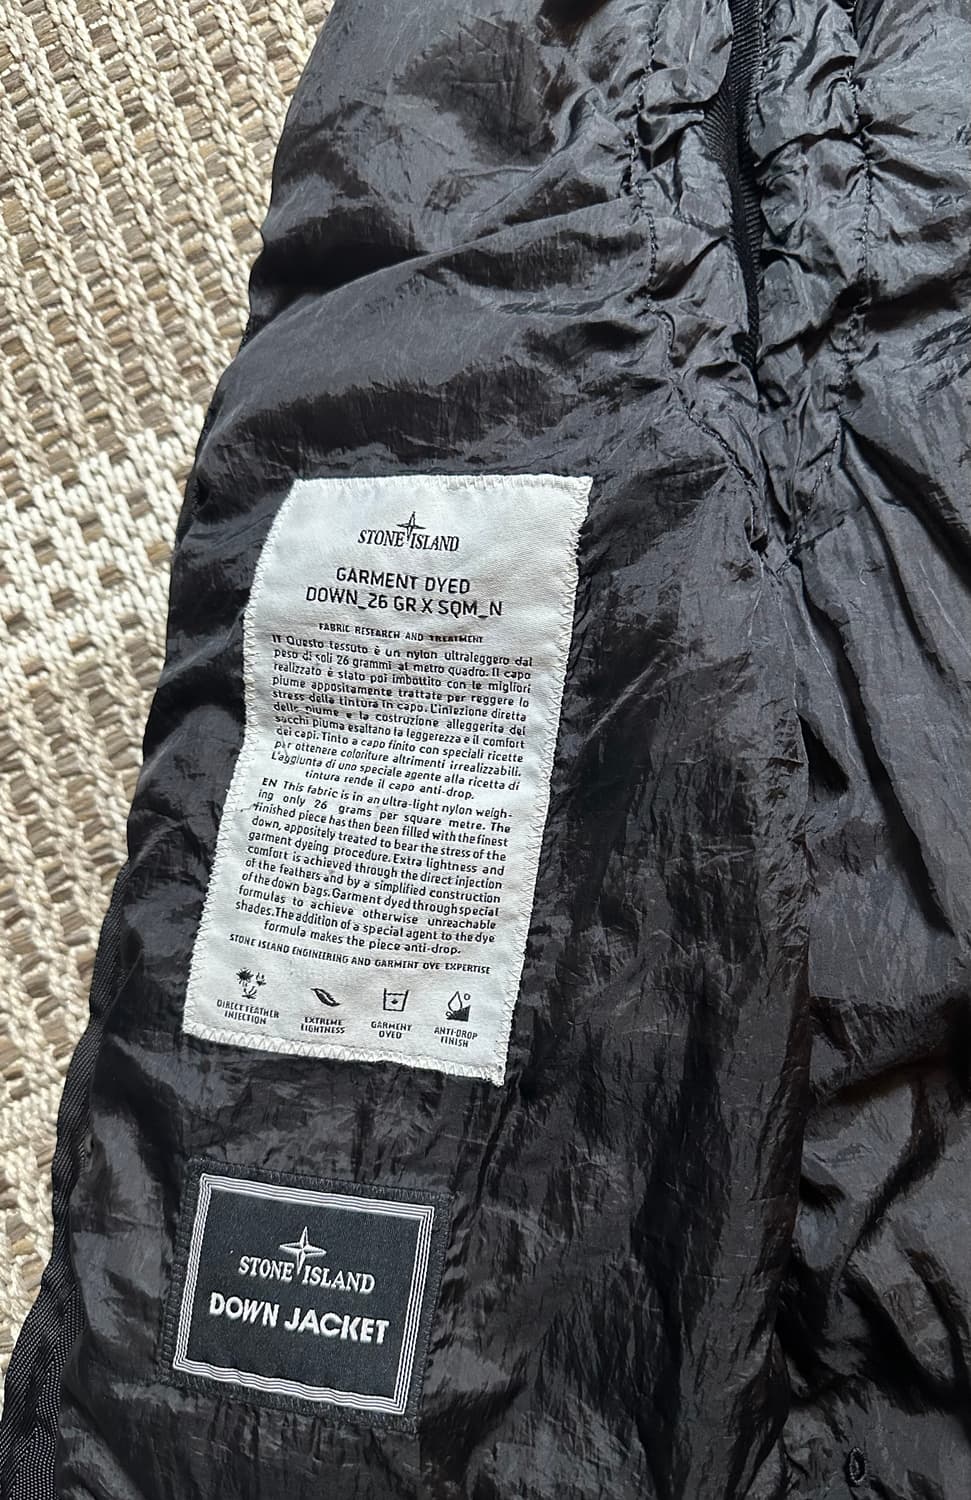 STONE ISLAND
GARMENT DYED
DOWN_26 GR X SQM_N
FABRIC RESEARCH AND TREATMENT
IT Questo tessuto è un nylon ultraleggero dal
peso di soli 26 grammi al metro quadro. Il capo
realizzato è stato poi imbottito con le migliori
piume appositamente trattate per reggere lo
stress della tintura in capo. L'iniezione diretta
delle piume e la costruzione alleggerita dei
sacchi piuma esaltano la leggerezza e il comfort
dei capi. Tinto a capo finito con speciali ricette
per ottenere coloriture altrimenti irrealizzabili.
L'aggiunta di uno speciale agente alla ricetta di
tintura rende il capo anti-drop.
EN This fabric is in an ultra-light nylon weigh-
ing only 26 grams per square metre. The
finished piece has then been filled with the finest
down, appositely treated to bear the stress of the
garment dyeing procedure. Extra lightness and
comfort is achieved through the direct injection
of the feathers and by a simplified construction
of the down bags. Garment dyed through special
formulas to achieve otherwise unreachable
shades. The addition of a special agent to the dye
formula makes the piece anti-drop.
STONE ISLAND ENGINEERING AND GARMENT DYE EXPERTISE
DIRECT FEATHER
INJECTION
EXTREME
LIGHTNESS
GARMENT
DYED
ANTI-DROP
FINISH
STONE ISLAND
DOWN JACKET